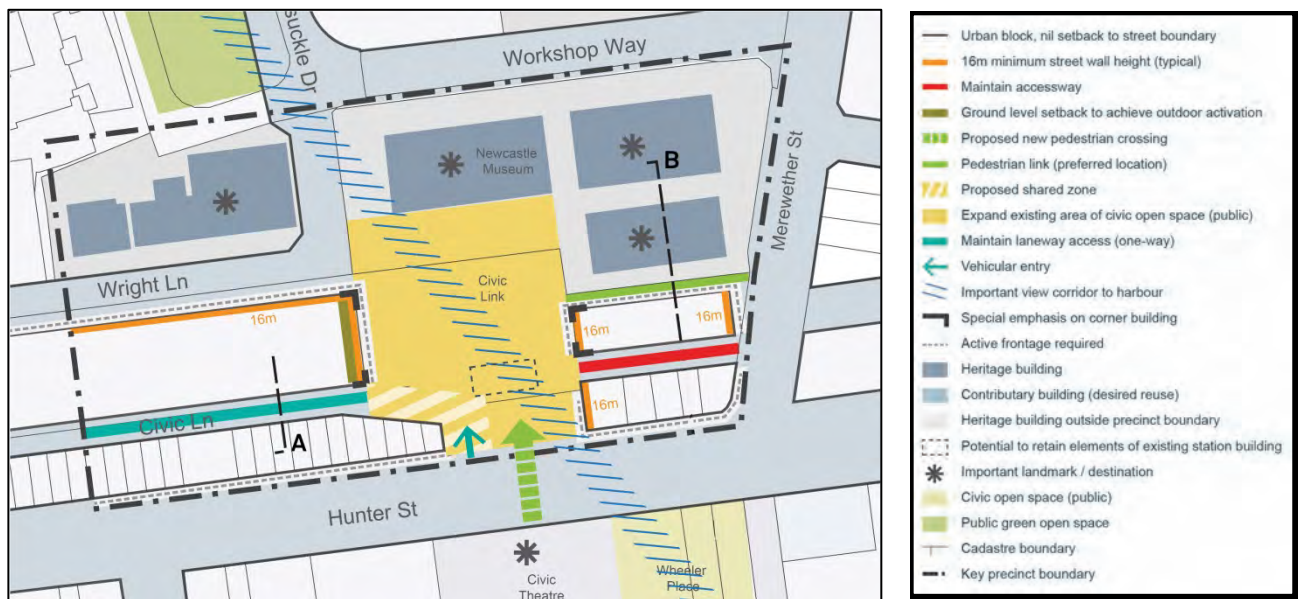 suckle Dr
Workshop Way
Newcastle
Museum
B
Merewether St
Wright Ln
Civic
Link
16m
16m
16m
16m
Civic Ln
A
Hunter St
Civic
Theatre
Wheeler
Place
Urban block, nil setback to street boundary
16m minimum street wall height (typical)
Maintain accessway
Ground level setback to achieve outdoor activation
Proposed new pedestrian crossing
Pedestrian link (preferred location)
Proposed shared zone
Expand existing area of civic open space (public)
Maintain laneway access (one-way)
Vehicular entry
Important view corridor to harbour
Special emphasis on corner building
Active frontage required
Heritage building
Contributary building (desired reuse)
Heritage building outside precinct boundary
Potential to retain elements of existing station building
Important landmark / destination
Civic open space (public)
Public green open space
Cadastre boundary
Key precinct boundary